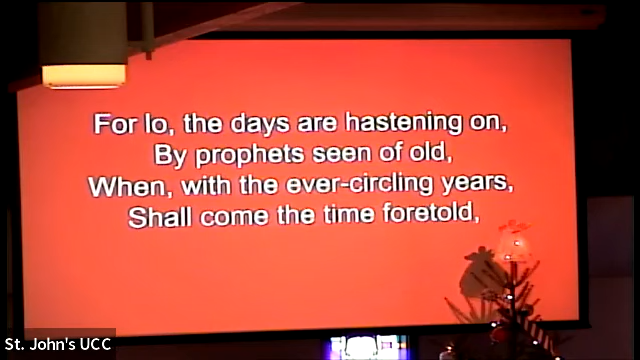 For lo, the days are hastening on,
By prophets seen of old,
When, with the ever-circling years,
Shall come the time foretold,
St. John's UCC